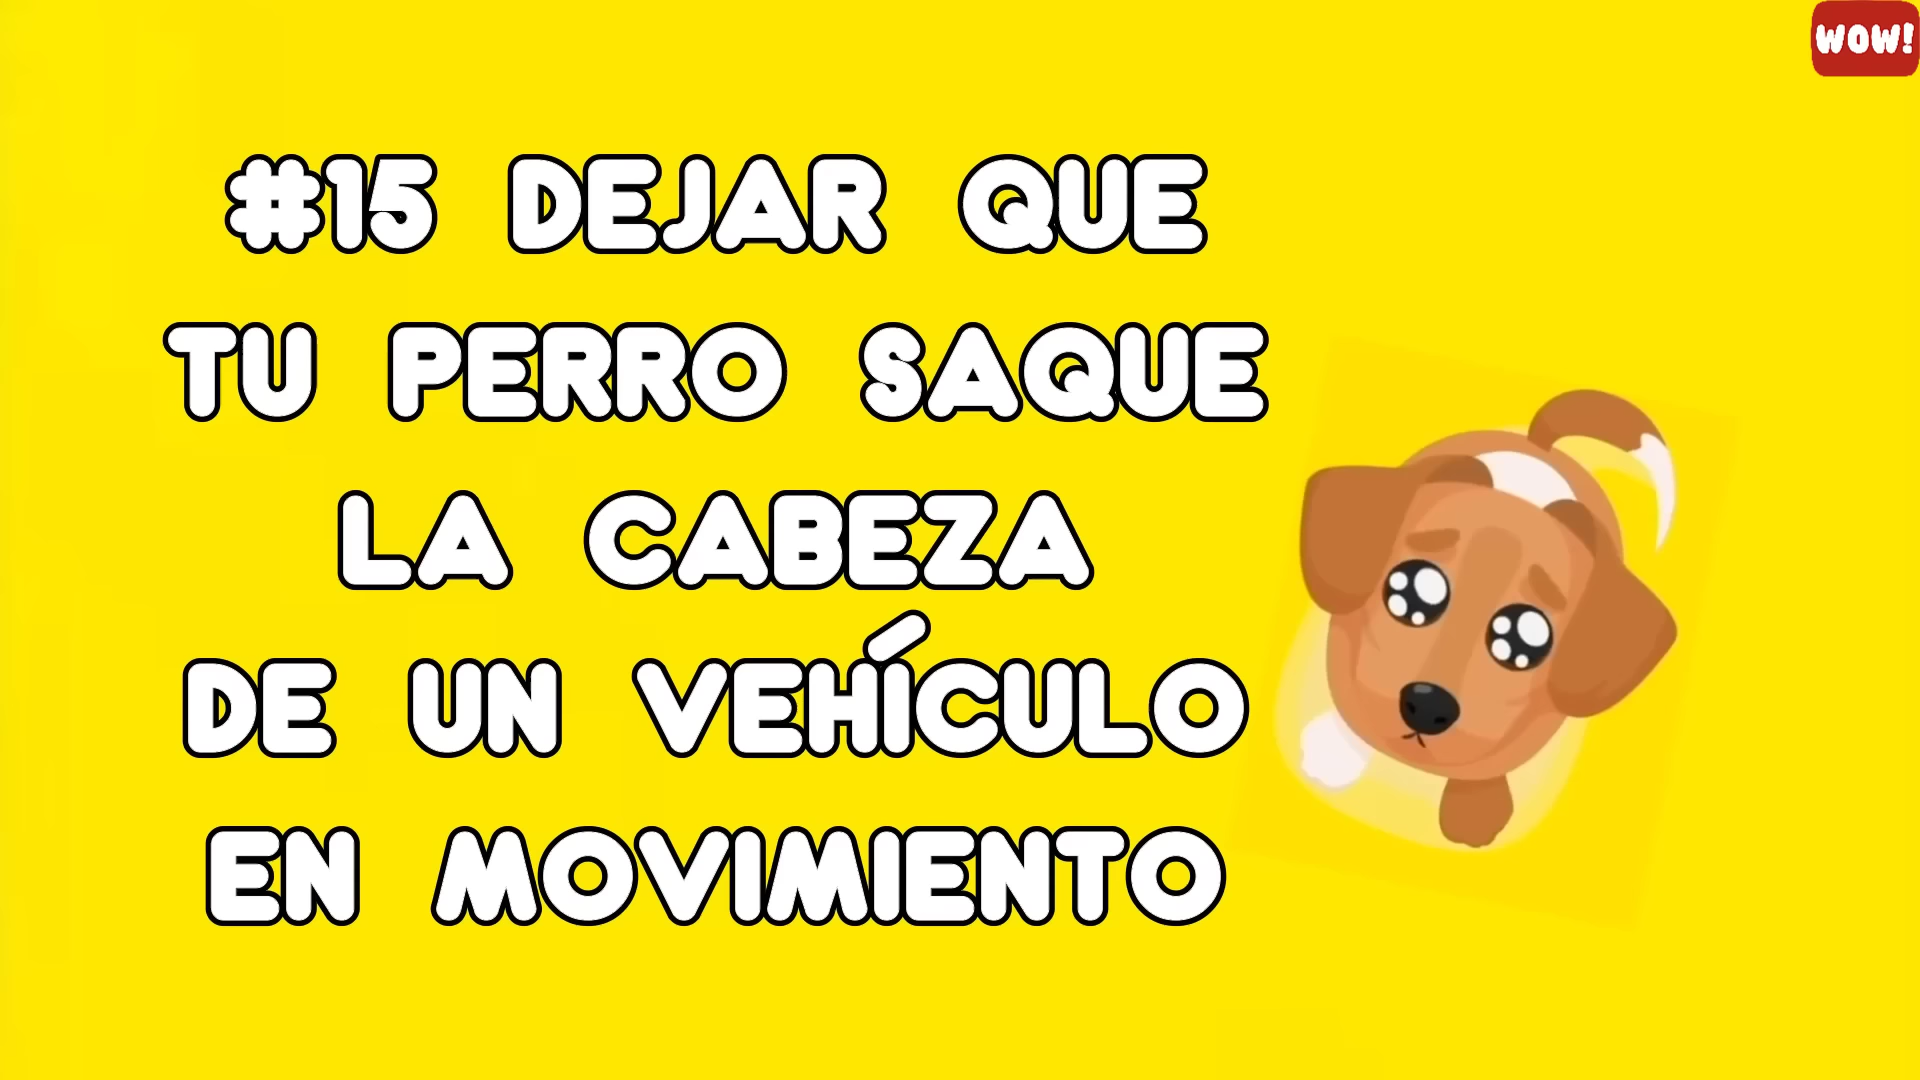 WOW!
#15 DEJAR QUE
TU PERRO SAQUE
LA CABEZA
DE UN VEHÍCULO
EN MOVIMIENTO